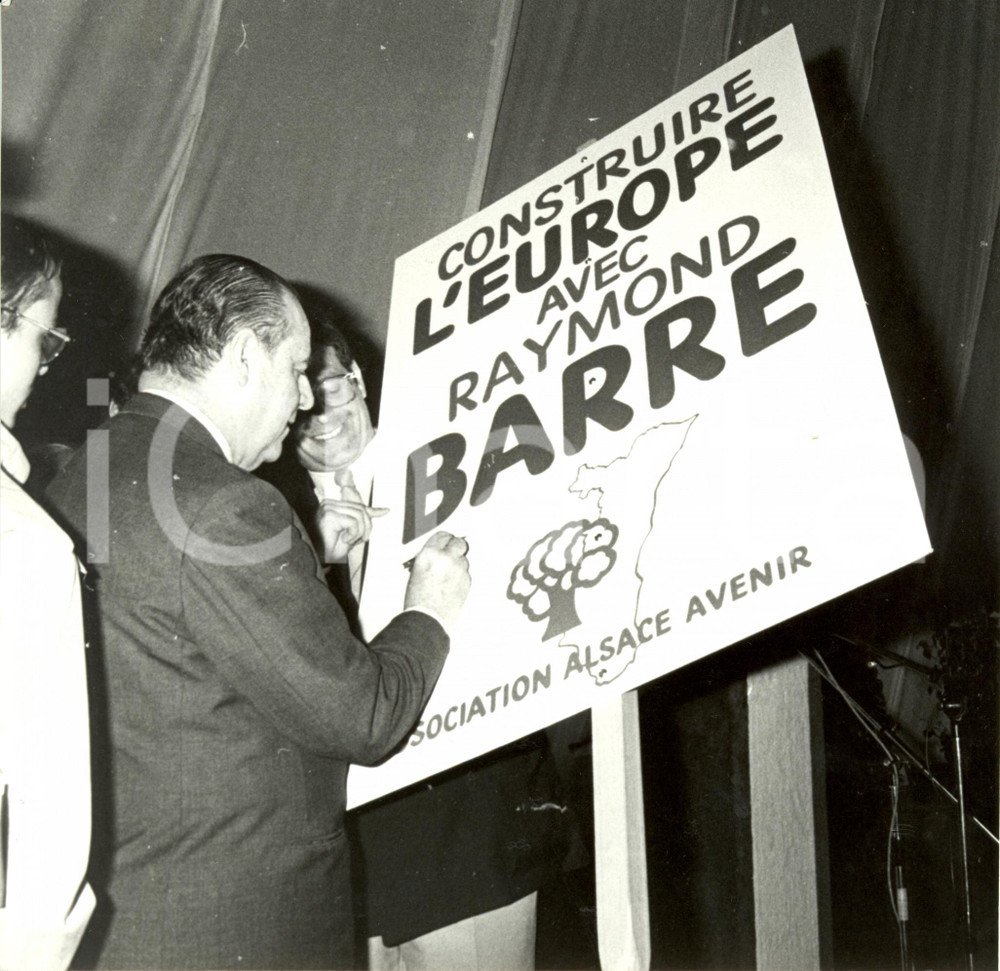 CONSTRUIRE
L'EUROPE
AVEC
RAYMOND
BARRE
SOCIATION ALSACE AVENIR